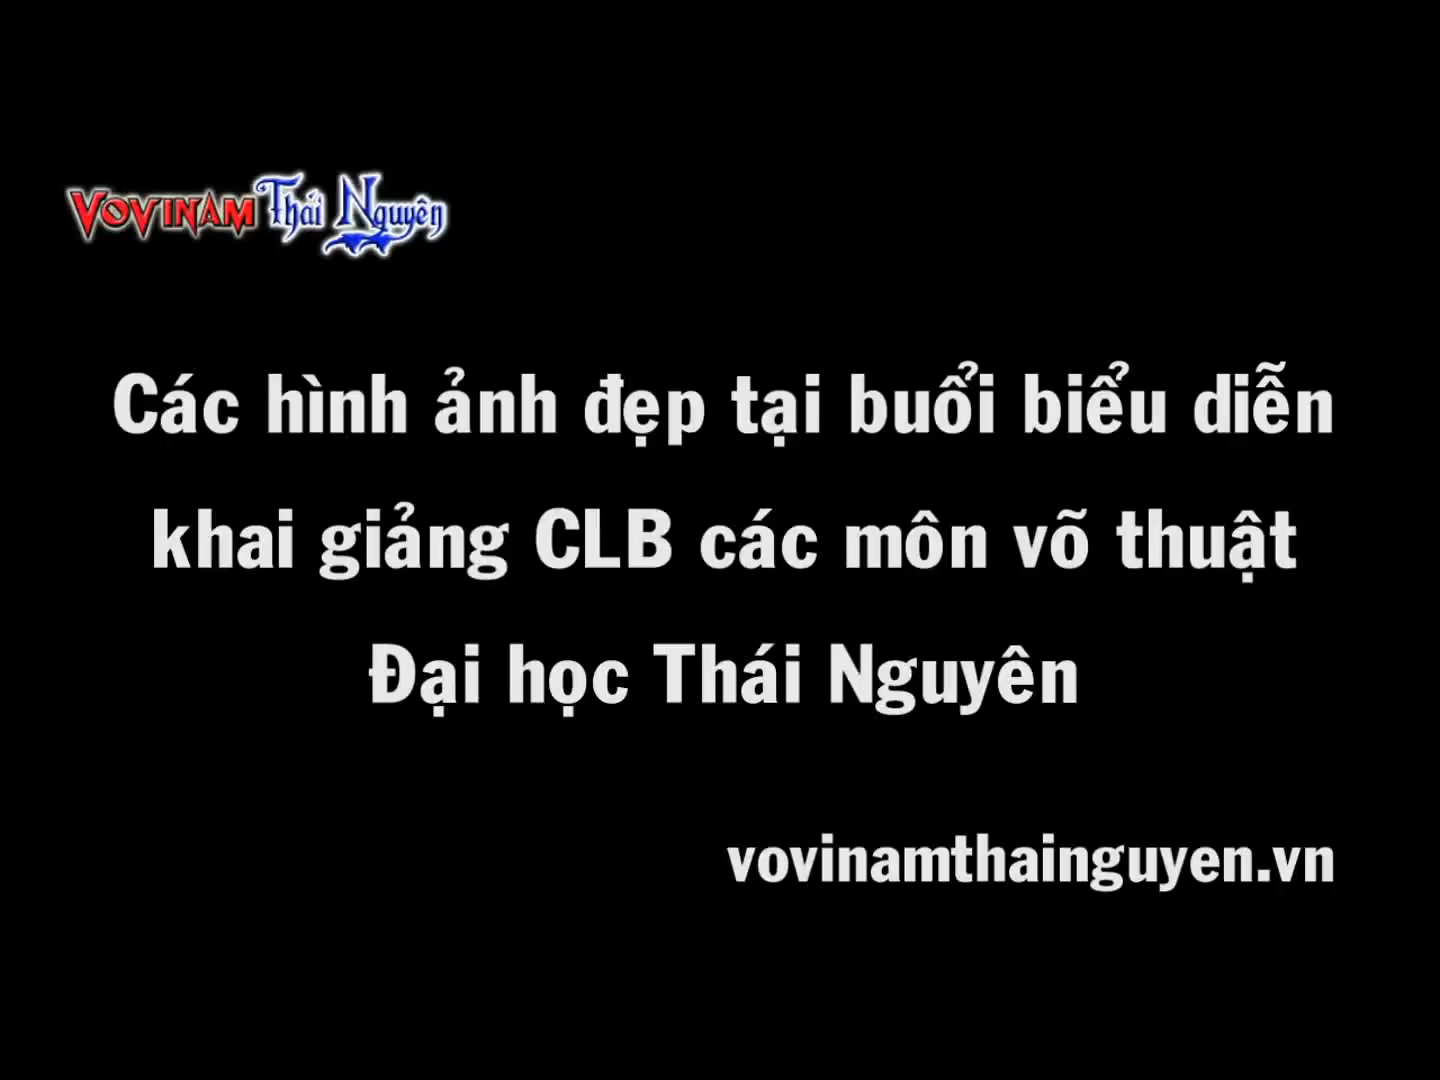 VOVINAM Thái Nguyên
Các hình ảnh đẹp tại buổi biểu diễn
khai giảng CLB các môn võ thuật
Đại học Thái Nguyên
vovinamthainguyen.vn